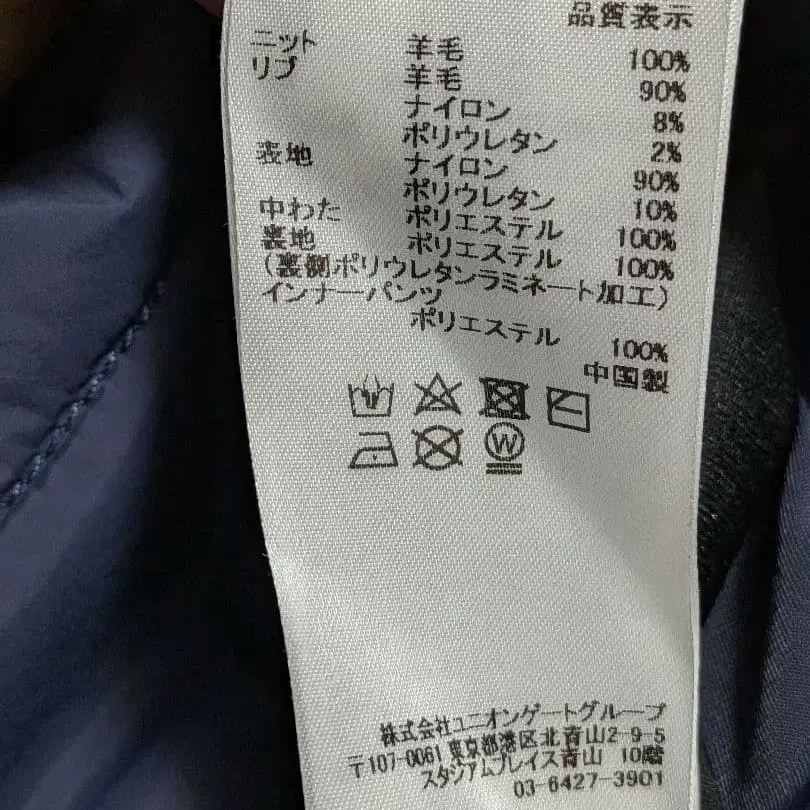 品質表示
ニット 羊毛 100%
リブ 羊毛 90%
ナイロン 8%
ポリウレタン 2%
表地 ナイロン 90%
ポリウレタン 10%
中わた ポリエステル 100%
裏地 ポリエステル 100%
(裏側ポリウレタンラミネート加工)
インナーパンツ
ポリエステル 100%
中国製
W
株式会社ユニオンゲートグループ
〒107-0061 東京都港区北青山2-9-5
スタジアムプレイス青山 10階
03-6427-3901